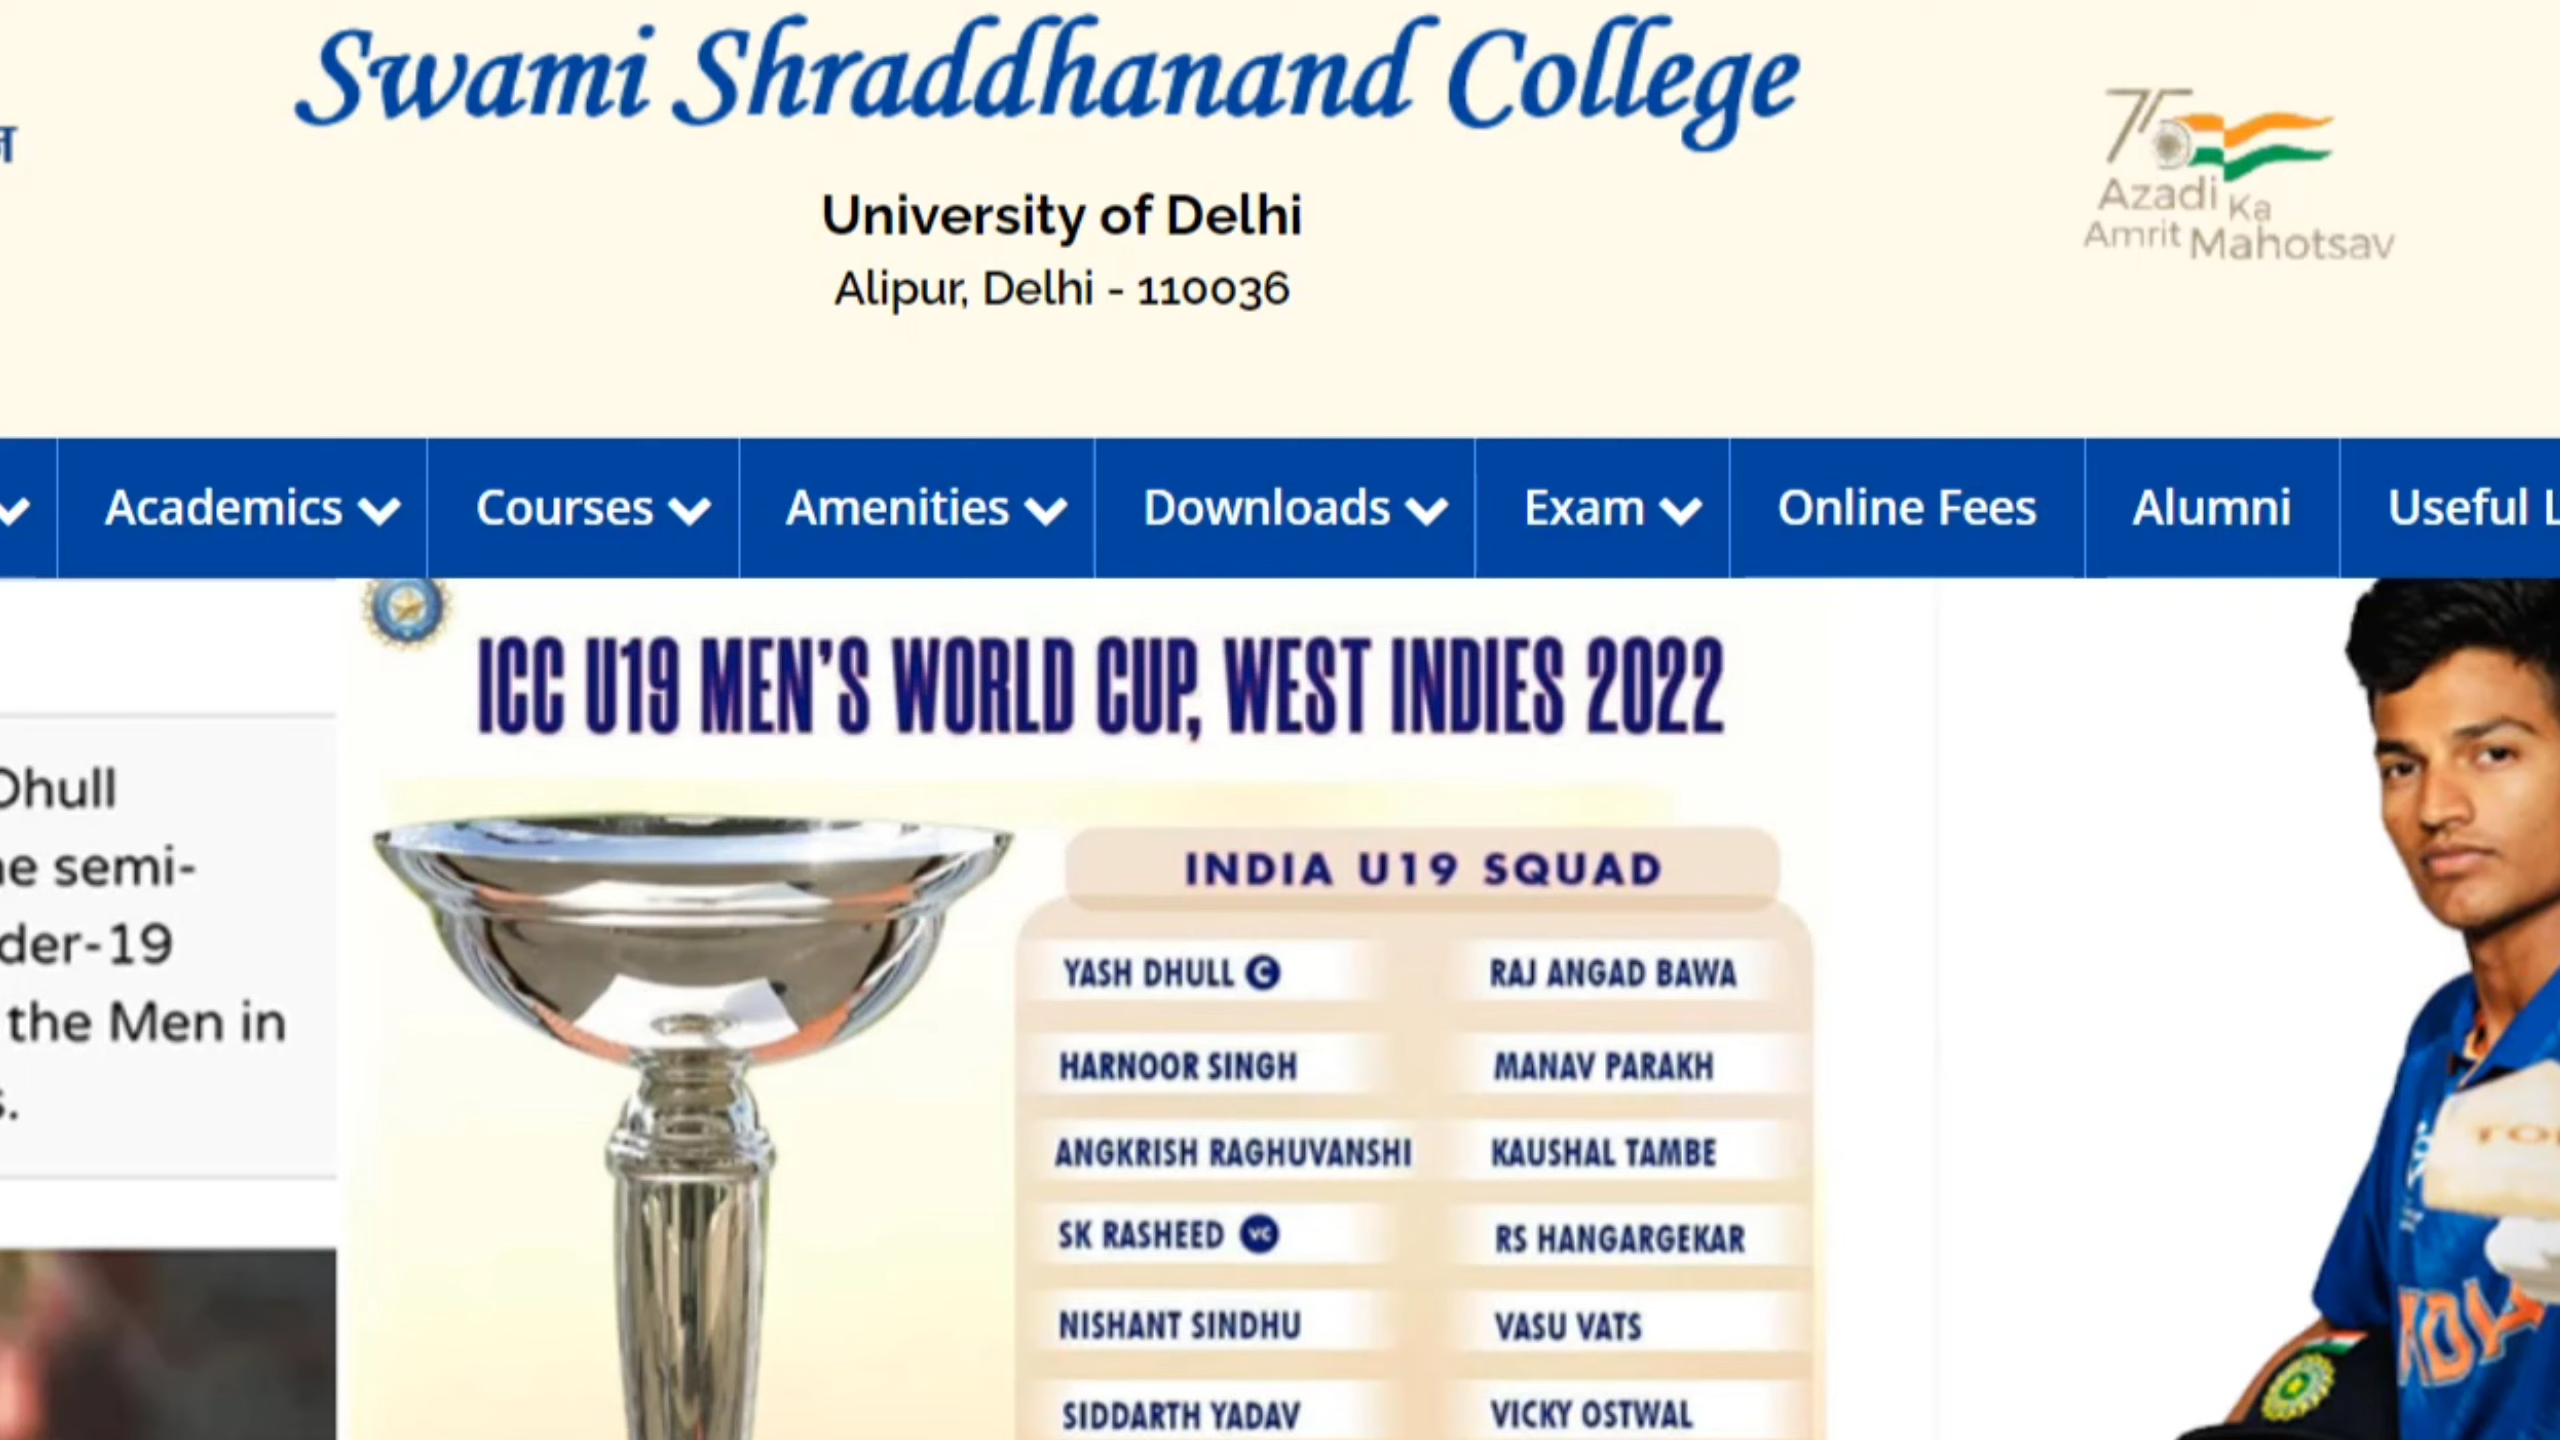 Swami Shraddhanand College
University of Delhi
Alipur, Delhi - 110036
75
Azadi Ka
Amrit Mahotsav
Academics
Courses
Amenities
Downloads
Exam
Online Fees
Alumni
Useful
ICC U19 MEN'S WORLD CUP, WEST INDIES 2022
Dhull
semi-
der-19
the Men in
INDIA U19 SQUAD
YASH DHULL C
RAJ ANGAD BAWA
HARNOOR SINGH
MANAV PARAKH
ANGKRISH RAGHUVANSHI
KAUSHAL TAMBE
SK RASHEED VC
RS HANGARGEKAR
NISHANT SINDHU
VASU VATS
SIDDARTH YADAV
VICKY OSTWAL